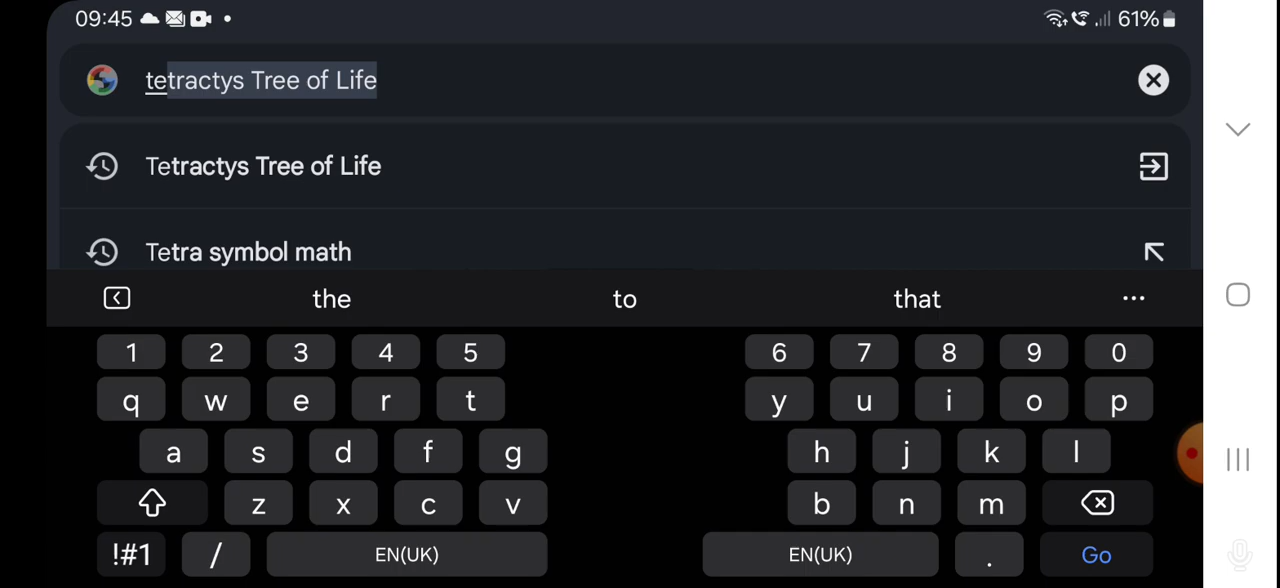 09:45 61%
tetractys Tree of Life
Tetractys Tree of Life
Tetra symbol math
the to that ...
1 2 3 4 5 6 7 8 9 0
q w e r t y u i o p
a s d f g h j k l
z x c v b n m
!#1 / EN(UK) EN(UK) . Go